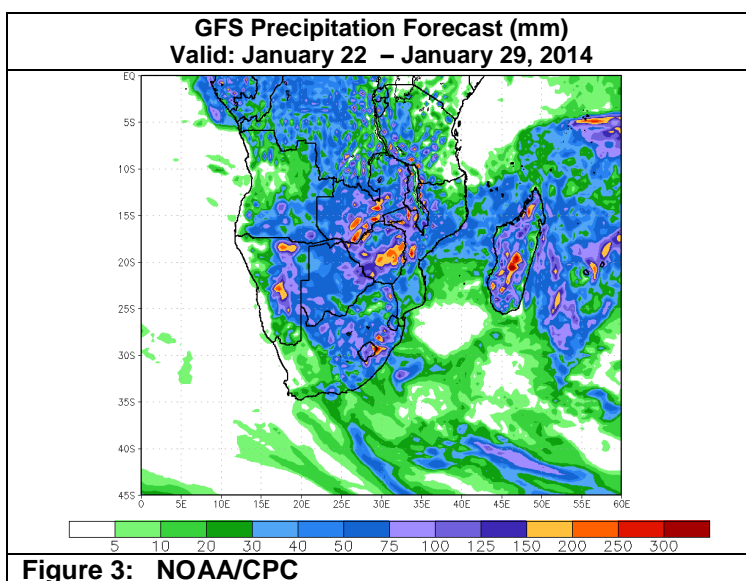 GFS Precipitation Forecast (mm)
Valid: January 22 – January 29, 2014
EQ
5S
10S
15S
20S
25S
30S
35S
40S
45S
0 5E 10E 15E 20E 25E 30E 35E 40E 45E 50E 55E 60E
5 10 20 30 40 50 75 100 125 150 200 250 300
Figure 3: NOAA/CPC